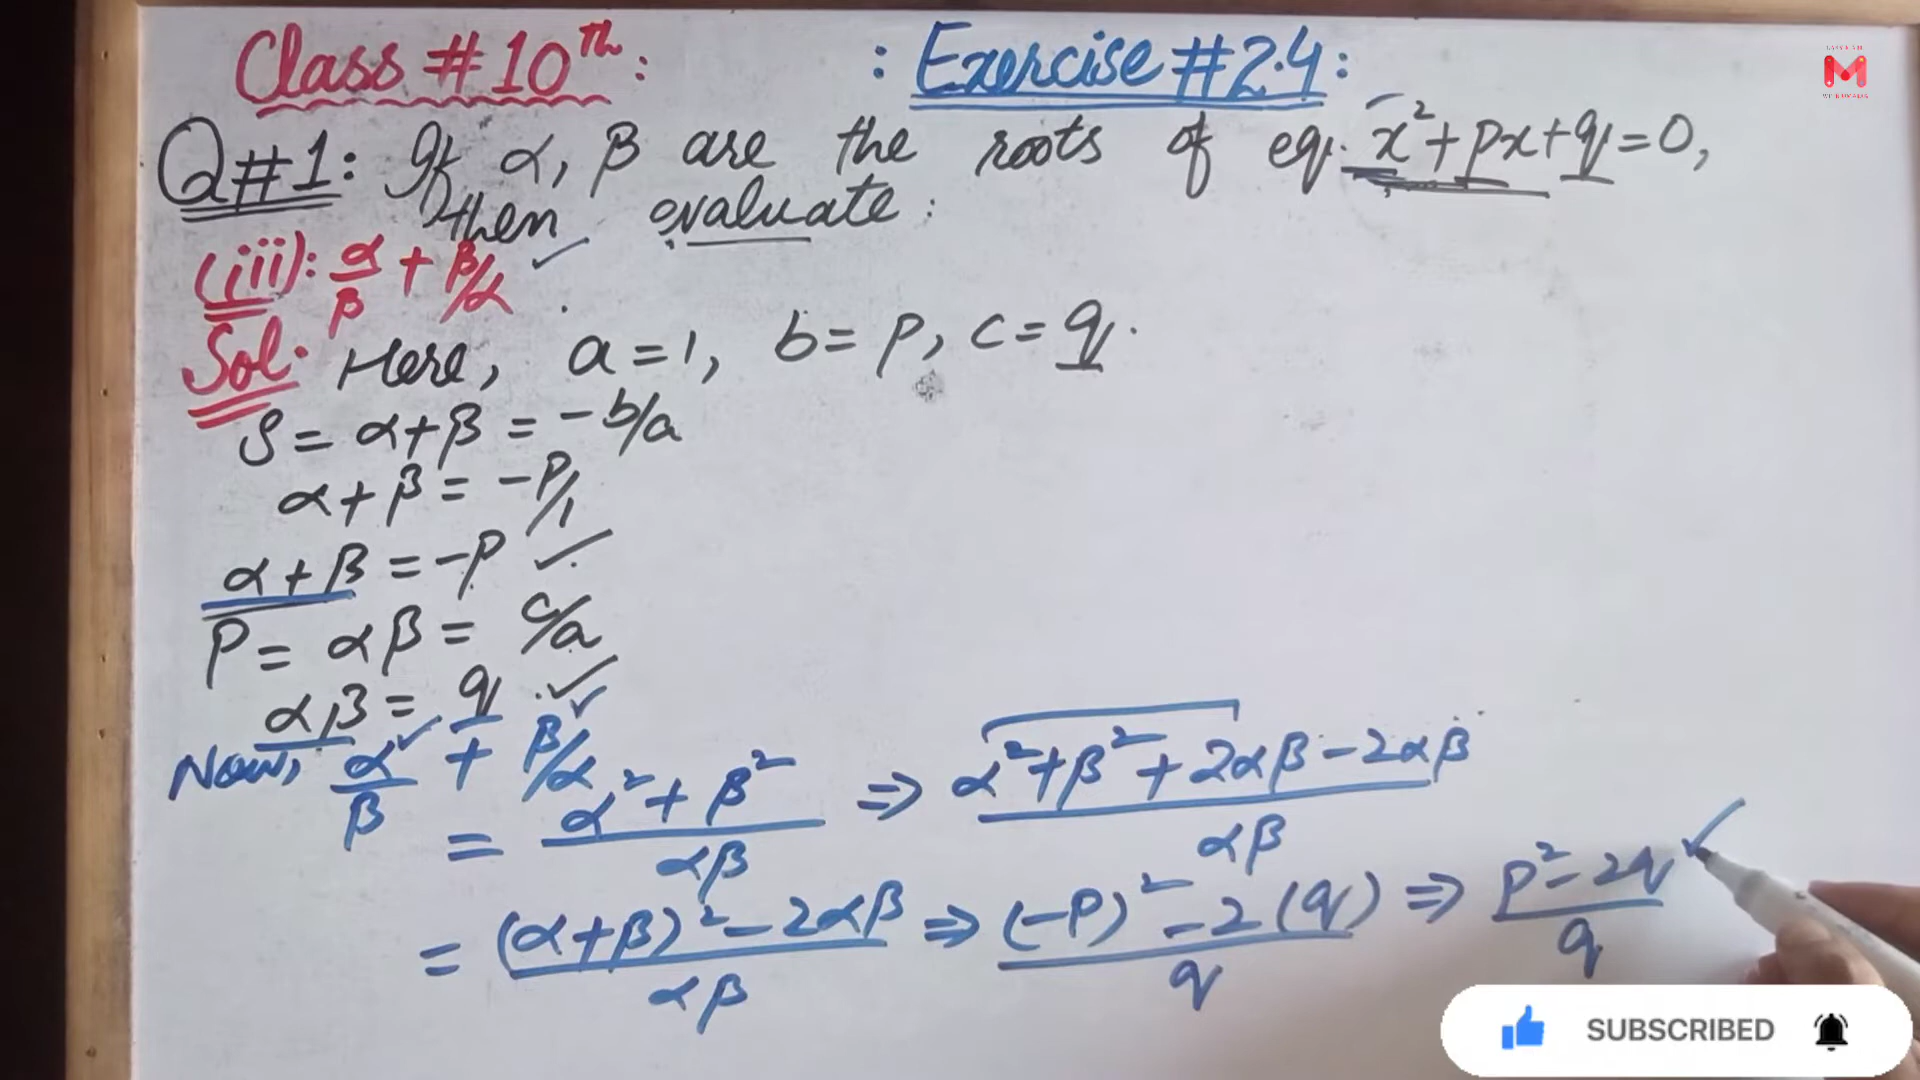 Class #10th: : Exercise #2.4:
Q#1: If α, β are the roots of eq. x²+px+q=0,
then evaluate:
(iii): α/β + β/α
Sol. Here, a=1, b=p, c=q.
S = α+β = -b/a
α+β = -P/1
α+β = -P
P = αβ = c/a
αβ = q
Now, α/β + β/α
= (α²+β²)/αβ ⇒ (α²+β²+2αβ-2αβ)/αβ
= ((α+β)²-2αβ)/αβ ⇒ ((-P)²-2(q))/q ⇒ (P²-2q)/q
SUBSCRIBED